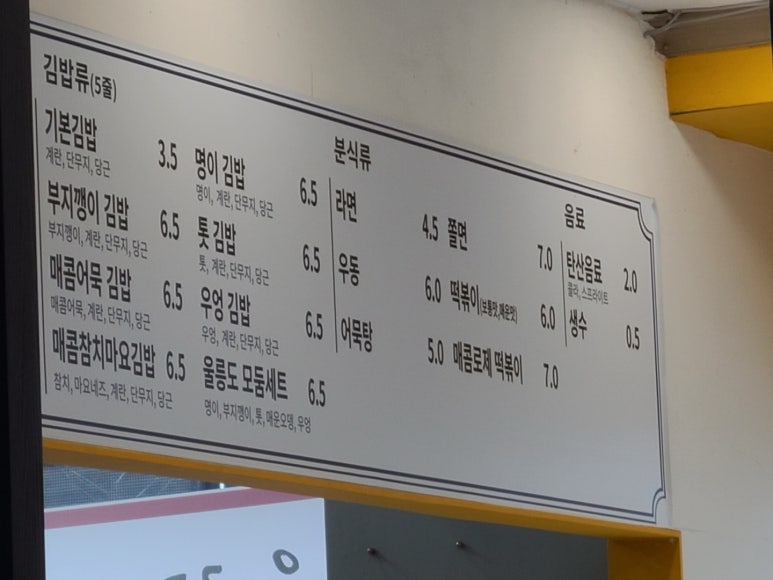 김밥류(5줄)
기본김밥 3.5
계란, 단무지, 당근
부지깽이 김밥 6.5
부지깽이, 계란, 단무지, 당근
매콤어묵 김밥 6.5
매콤어묵, 계란, 단무지, 당근
매콤참치마요김밥 6.5
참치, 마요네즈, 계란, 단무지, 당근
명이 김밥 6.5
명이, 계란, 단무지, 당근
톳 김밥 6.5
톳, 계란, 단무지, 당근
우엉 김밥 6.5
우엉, 계란, 단무지, 당근
울릉도 모둠세트 6.5
명이, 부지깽이, 톳, 매운오뎅, 우엉
분식류
라면 4.5
우동 6.0
어묵탕 5.0
쫄면 7.0
떡볶이(보통맛,매운맛) 6.0
매콤로제 떡볶이 7.0
음료
탄산음료 2.0
콜라, 스프라이트
생수 0.5